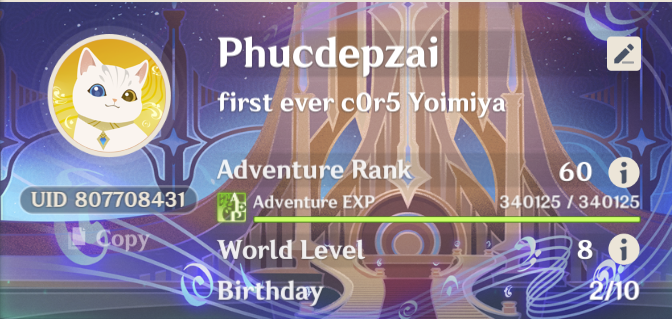 Phucdepzai
first ever c0r5 Yoimiya
Adventure Rank 60
UID 807708431
Adventure EXP 340125 / 340125
Copy
World Level 8
Birthday 2/10